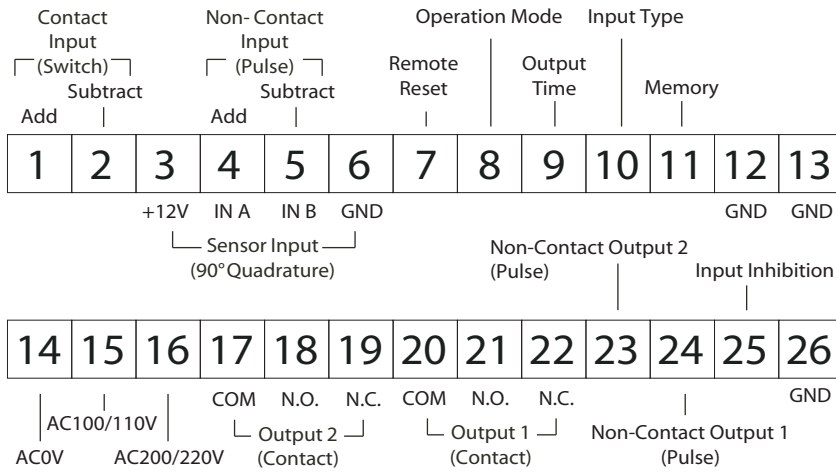 Contact Input (Switch)
Non- Contact Input (Pulse)
Operation Mode
Input Type
Remote Reset
Output Time
Memory
Add
Subtract
Add
Subtract
1 2 3 4 5 6 7 8 9 10 11 12 13
+12V IN A IN B GND GND GND
Sensor Input
(90°Quadrature)
Non-Contact Output 2
(Pulse)
Input Inhibition
14 15 16 17 18 19 20 21 22 23 24 25 26
COM N.O. N.C. COM N.O. N.C. GND
AC0V
AC100/110V
AC200/220V
Output 2
(Contact)
Output 1
(Contact)
Non-Contact Output 1
(Pulse)